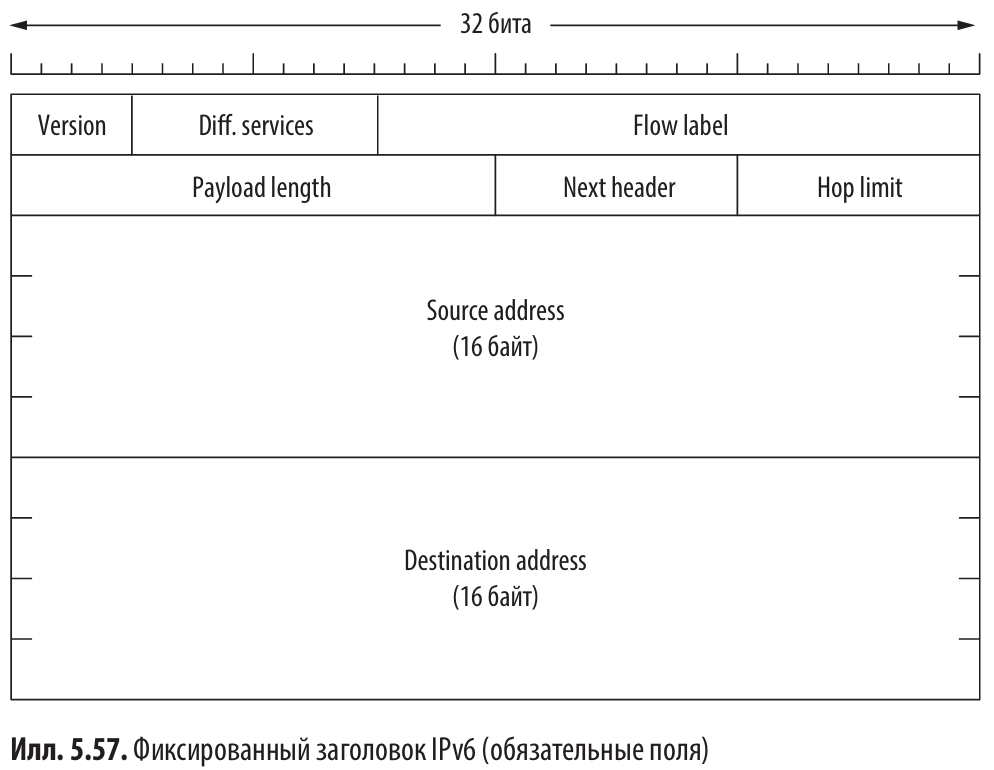 32 бита
Version Diff. services Flow label
Payload length Next header Hop limit
Source address
(16 байт)
Destination address
(16 байт)
Илл. 5.57. Фиксированный заголовок IPv6 (обязательные поля)